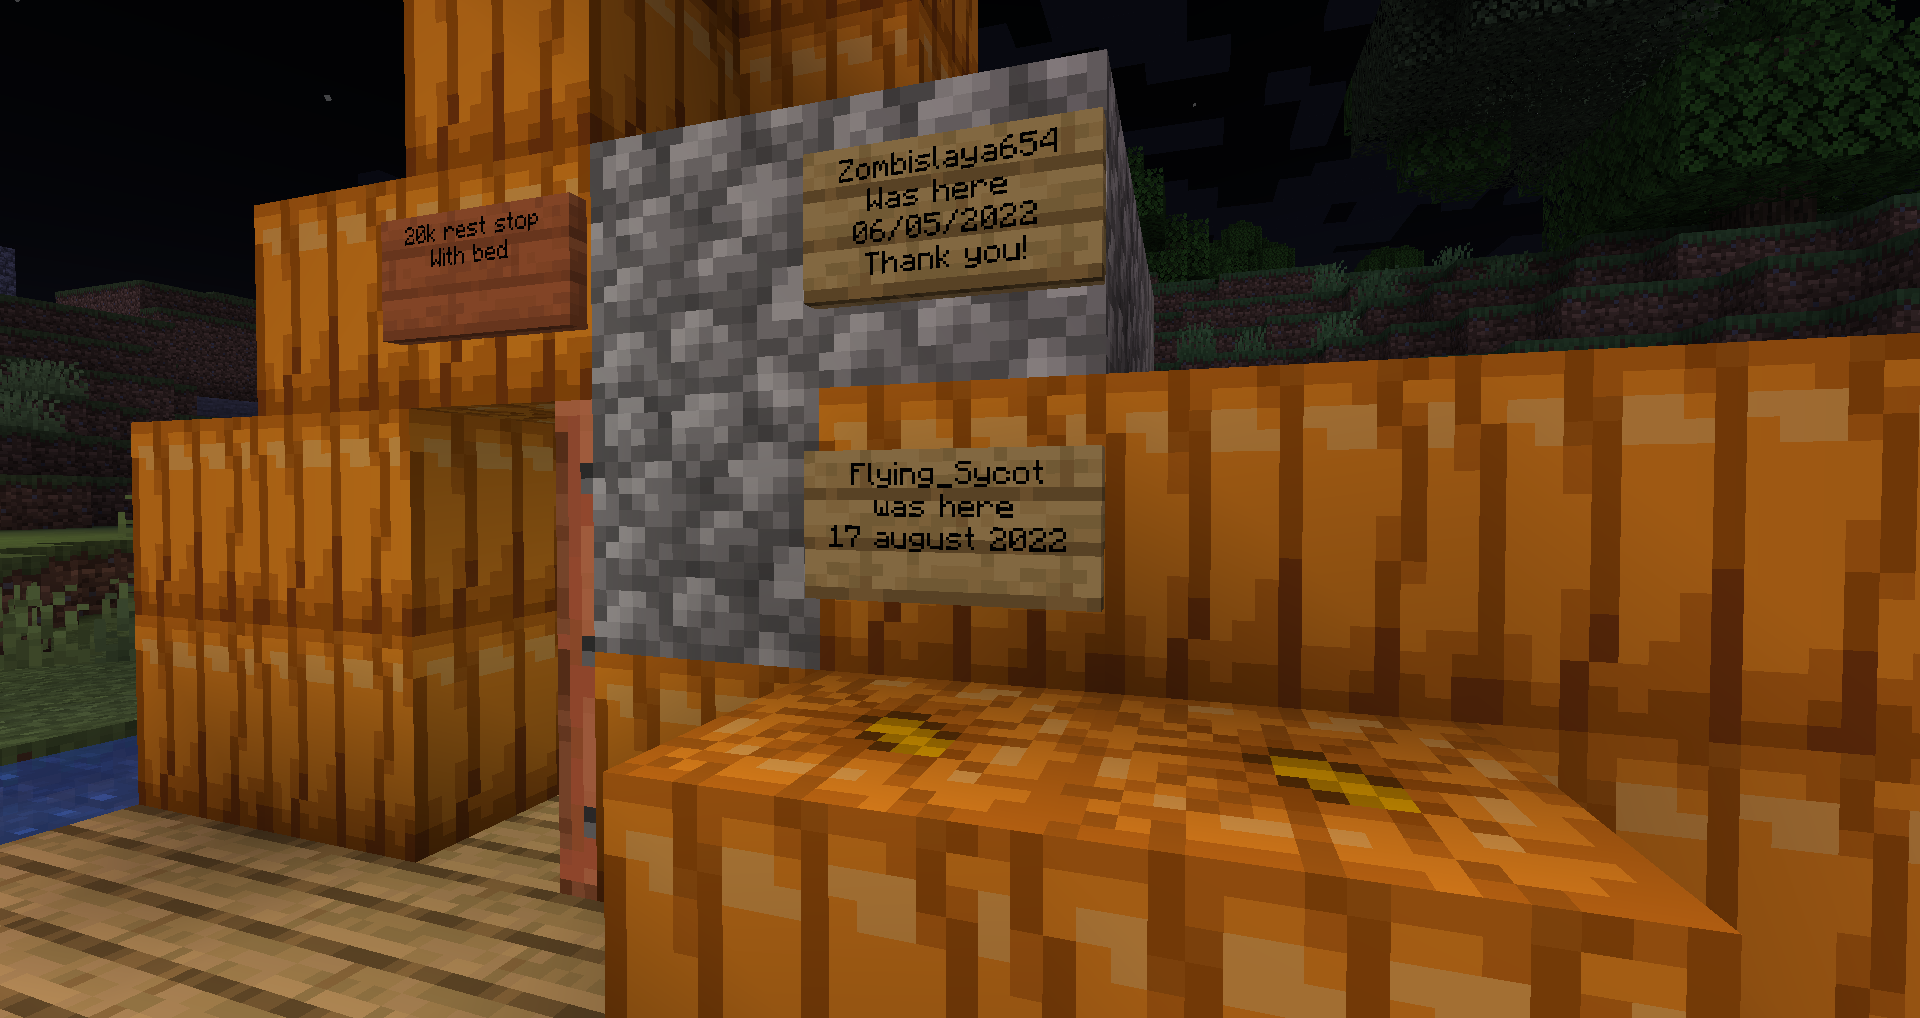 20k rest stop
With bed
Zombislaya654
Was here
06/05/2022
Thank you!
Flying_Sycot
was here
17 august 2022